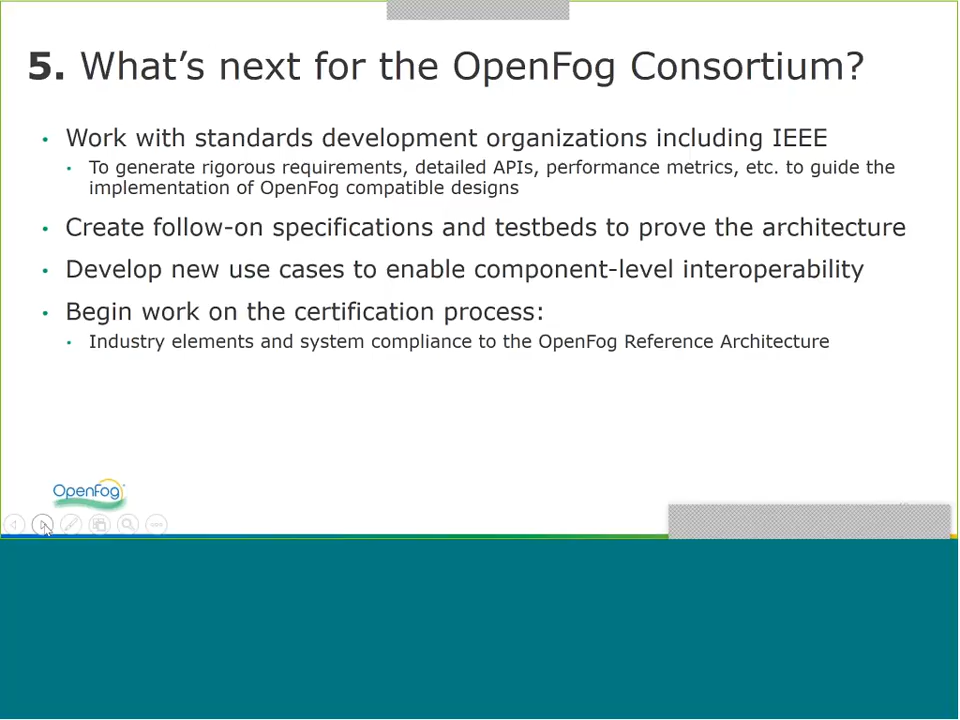 5. What’s next for the OpenFog Consortium?
• Work with standards development organizations including IEEE
• To generate rigorous requirements, detailed APIs, performance metrics, etc. to guide the
implementation of OpenFog compatible designs
• Create follow-on specifications and testbeds to prove the architecture
• Develop new use cases to enable component-level interoperability
• Begin work on the certification process:
• Industry elements and system compliance to the OpenFog Reference Architecture
OpenFog